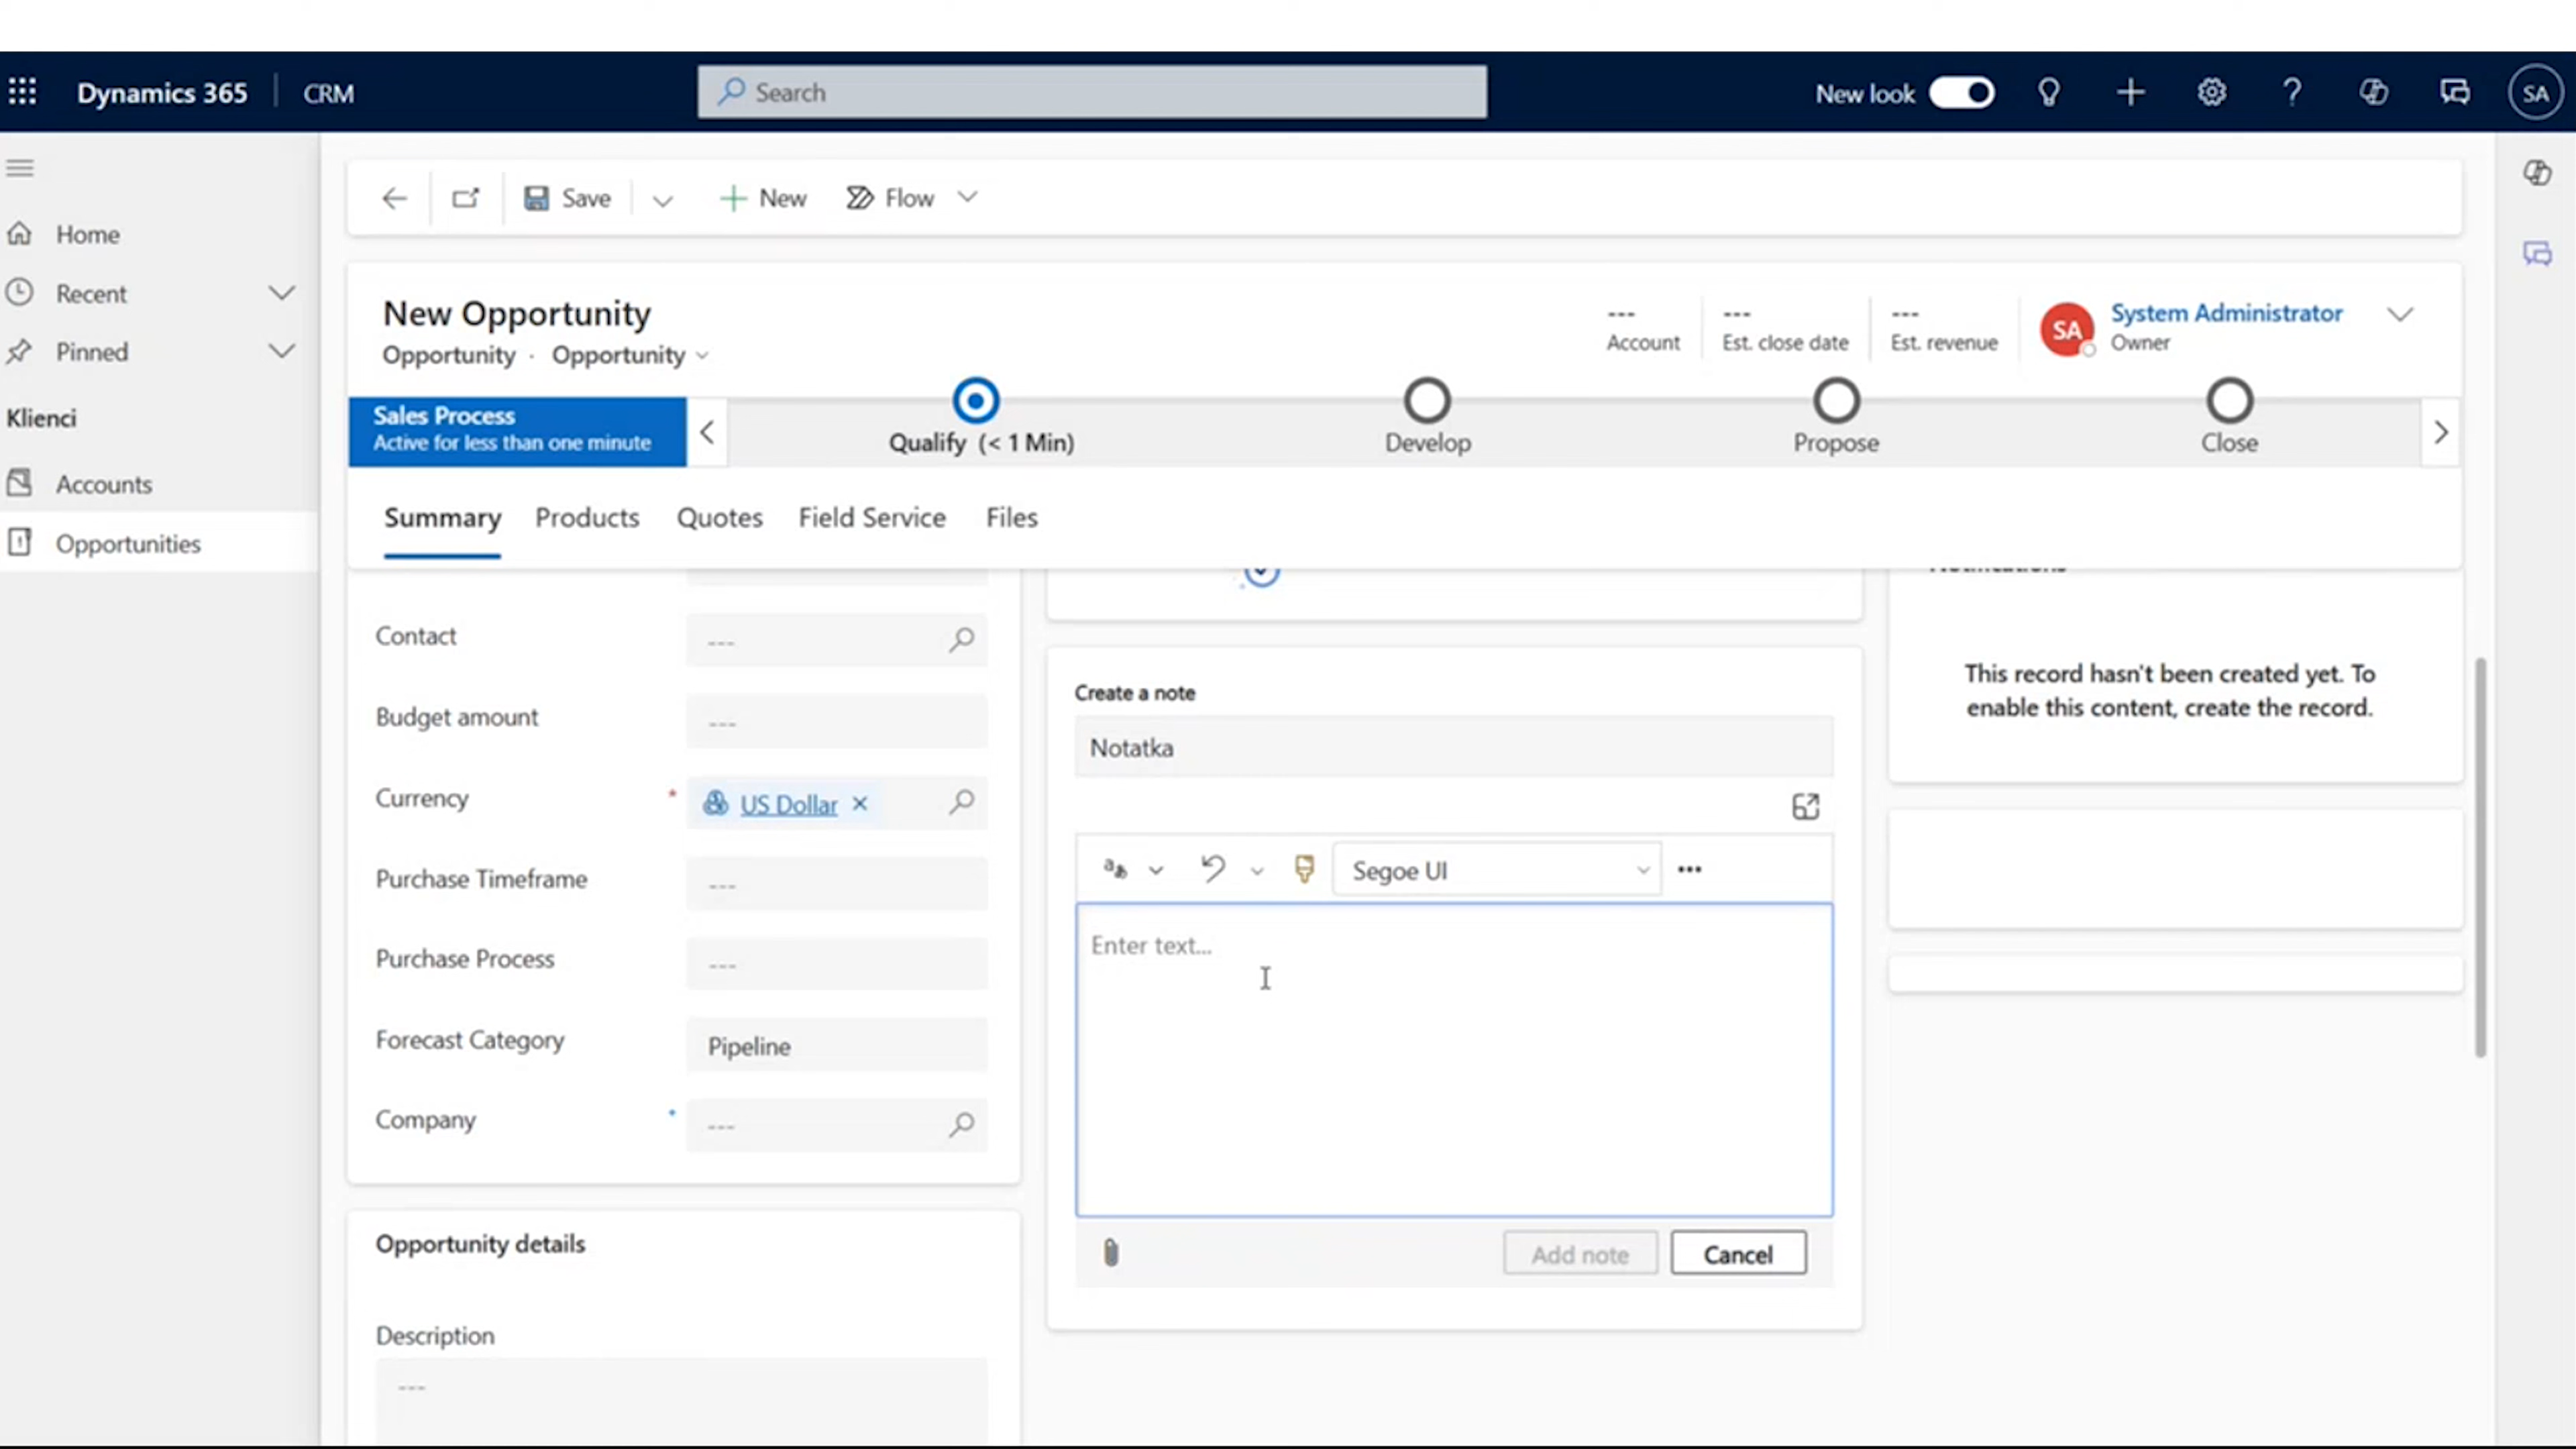 Dynamics 365
CRM
Search
New look
SA
Home
Recent
Pinned
Klienci
Accounts
Opportunities
Save
New
Flow
New Opportunity
Opportunity · Opportunity
---
Account
---
Est. close date
---
Est. revenue
SA
System Administrator
Owner
Sales Process
Active for less than one minute
Qualify (< 1 Min)
Develop
Propose
Close
Summary
Products
Quotes
Field Service
Files
Contact
---
Budget amount
---
Currency
*
US Dollar
Purchase Timeframe
---
Purchase Process
---
Forecast Category
Pipeline
Company
*
---
Opportunity details
Description
---
Create a note
Notatka
Segoe UI
Enter text...
Add note
Cancel
This record hasn't been created yet. To
enable this content, create the record.